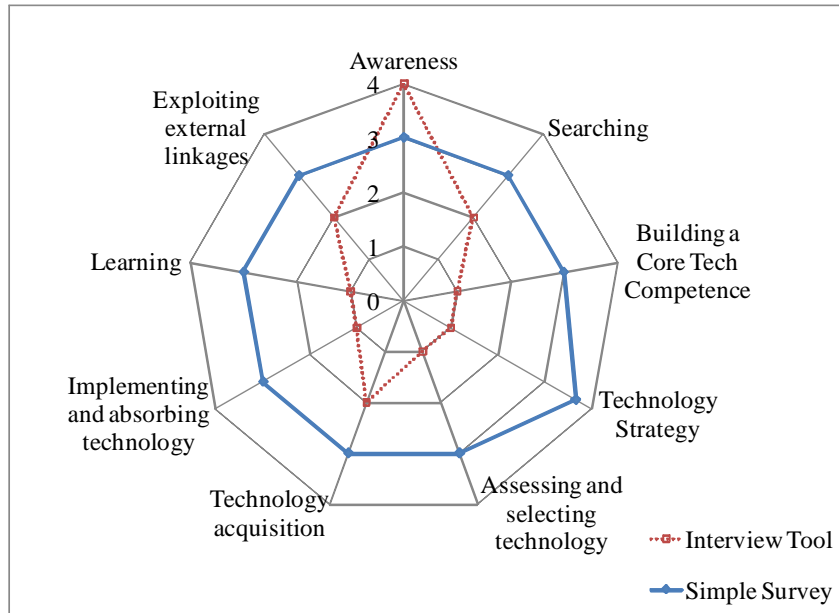 Awareness
4
3
2
1
0
Searching
Building a
Core Tech
Competence
Technology
Strategy
Assessing and
selecting
technology
Technology
acquisition
Implementing
and absorbing
technology
Learning
Exploiting
external
linkages
Interview Tool
Simple Survey